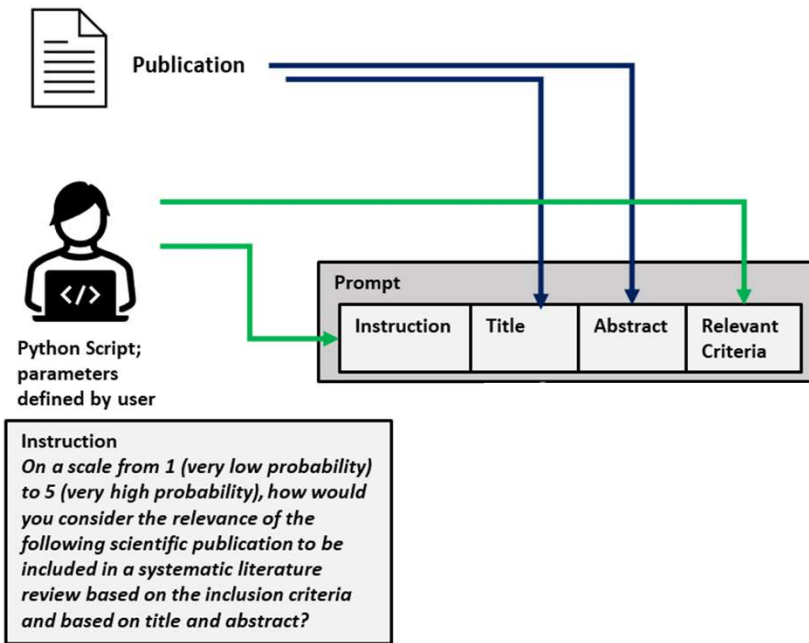 Publication
</>
Python Script;
parameters
defined by user
Prompt
Instruction
Title
Abstract
Relevant
Criteria
Instruction
On a scale from 1 (very low probability)
to 5 (very high probability), how would
you consider the relevance of the
following scientific publication to be
included in a systematic literature
review based on the inclusion criteria
and based on title and abstract?